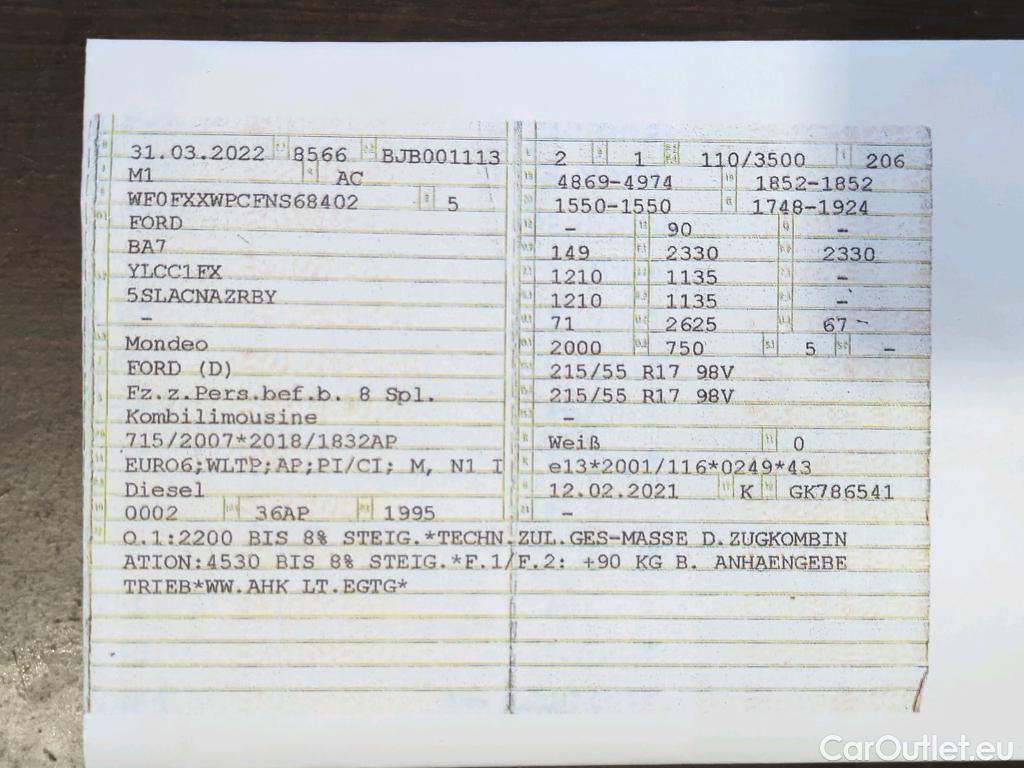 31.03.2022 8566 BJB001113
M1 AC
WF0FXXWPCFNS68402 5
FORD
BA7
YLCC1FX
5SLACNAZRBY
–
Mondeo
FORD (D)
Fz.z.Pers.bef.b. 8 Spl.
Kombilimousine
715/2007*2018/1832AP
EURO6;WLTP;AP;PI/CI; M, N1 I
Diesel
0002 36AP 1995
2 1 110/3500 206
4869-4974 1852-1852
1550-1550 1748-1924
– 90 –
149 2330 2330
1210 1135 –
1210 1135 –
71 2625 67
2000 750 5 –
215/55 R17 98V
215/55 R17 98V
–
Weiß 0
e13*2001/116*0249*43
12.02.2021 K GK786541
–
O.1:2200 BIS 8% STEIG.*TECHN.ZUL.GES-MASSE D.ZUGKOMBIN
ATION:4530 BIS 8% STEIG.*F.1/F.2: +90 KG B. ANHAENGEBE
TRIEB*WW.AHK LT.EGTG*
CarOutlet.eu